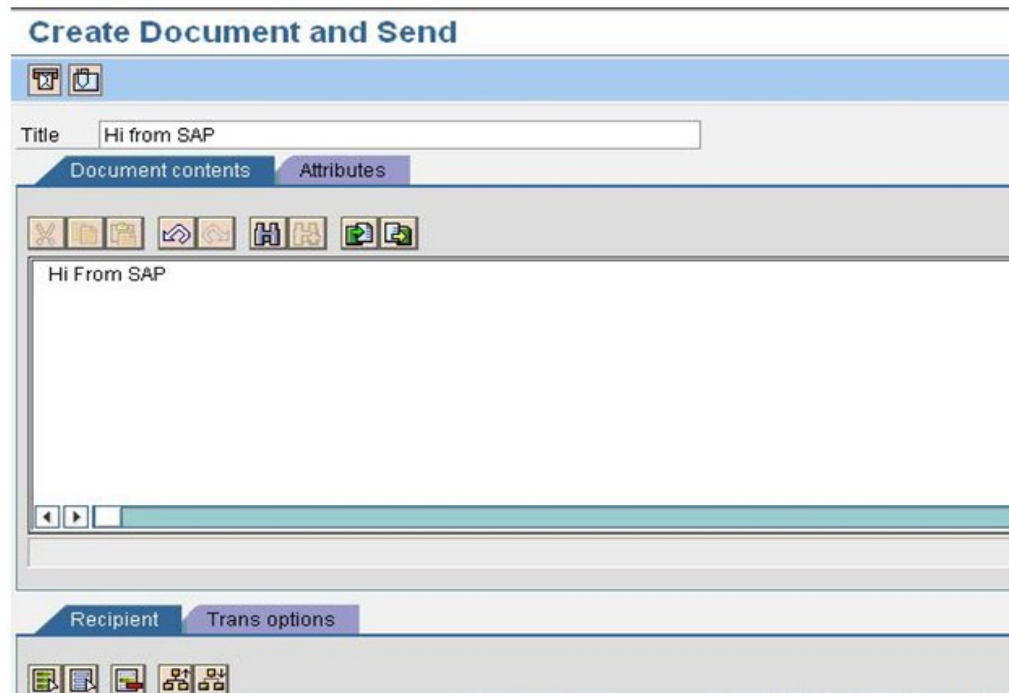 Create Document and Send
Title Hi from SAP
Document contents Attributes
Hi From SAP
Recipient Trans options